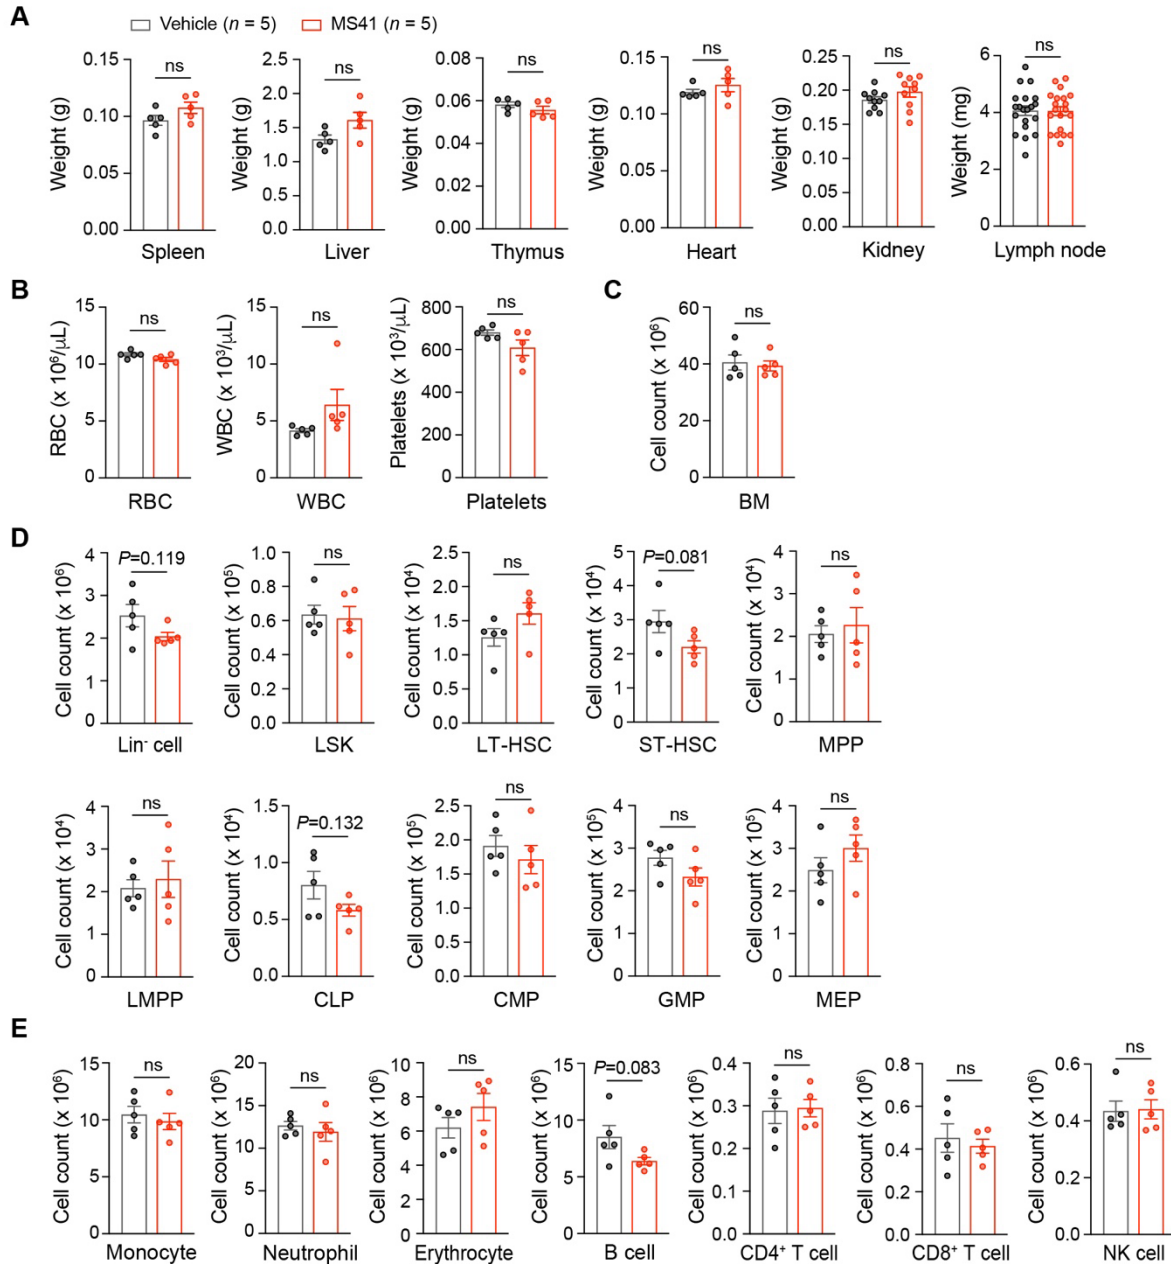 A
Vehicle (n = 5) MS41 (n = 5)
Weight (g) 0.15 0.10 0.05 0.00 ns Spleen
Weight (g) 2.5 2.0 1.5 1.0 0.5 0.0 ns Liver
Weight (g) 0.08 0.06 0.04 0.02 0.00 ns Thymus
Weight (g) 0.15 0.10 0.05 0.00 ns Heart
Weight (g) 0.25 0.20 0.15 0.10 0.05 0.00 ns Kidney
Weight (mg) 6 4 2 0 ns Lymph node
B
RBC (x 10⁶/μL) 15 10 5 0 ns RBC
WBC (x 10³/μL) 15 10 5 0 ns WBC
Platelets (x 10³/μL) 800 600 400 200 0 ns Platelets
C
Cell count (x 10⁶) 60 40 20 0 ns BM
D
Cell count (x 10⁶) 4 3 2 1 0 P=0.119 Lin⁻ cell
Cell count (x 10⁵) 1.0 0.8 0.6 0.4 0.2 0.0 ns LSK
Cell count (x 10⁴) 2.5 2.0 1.5 1.0 0.5 0.0 ns LT-HSC
Cell count (x 10⁴) 5 4 3 2 1 0 P=0.081 ST-HSC
Cell count (x 10⁴) 4 3 2 1 0 ns MPP
Cell count (x 10⁴) 4 3 2 1 0 ns LMPP
Cell count (x 10⁴) 1.5 1.0 0.5 0.0 P=0.132 CLP
Cell count (x 10⁵) 2.5 2.0 1.5 1.0 0.5 0.0 ns CMP
Cell count (x 10⁵) 4 3 2 1 0 ns GMP
Cell count (x 10⁵) 4 3 2 1 0 ns MEP
E
Cell count (x 10⁶) 15 10 5 0 ns Monocyte
Cell count (x 10⁶) 20 15 10 5 0 ns Neutrophil
Cell count (x 10⁶) 10 8 6 4 2 0 ns Erythrocyte
Cell count (x 10⁶) 15 10 5 0 P=0.083 B cell
Cell count (x 10⁶) 0.4 0.3 0.2 0.1 0.0 ns CD4⁺ T cell
Cell count (x 10⁶) 0.8 0.6 0.4 0.2 0.0 ns CD8⁺ T cell
Cell count (x 10⁶) 0.6 0.4 0.2 0.0 ns NK cell